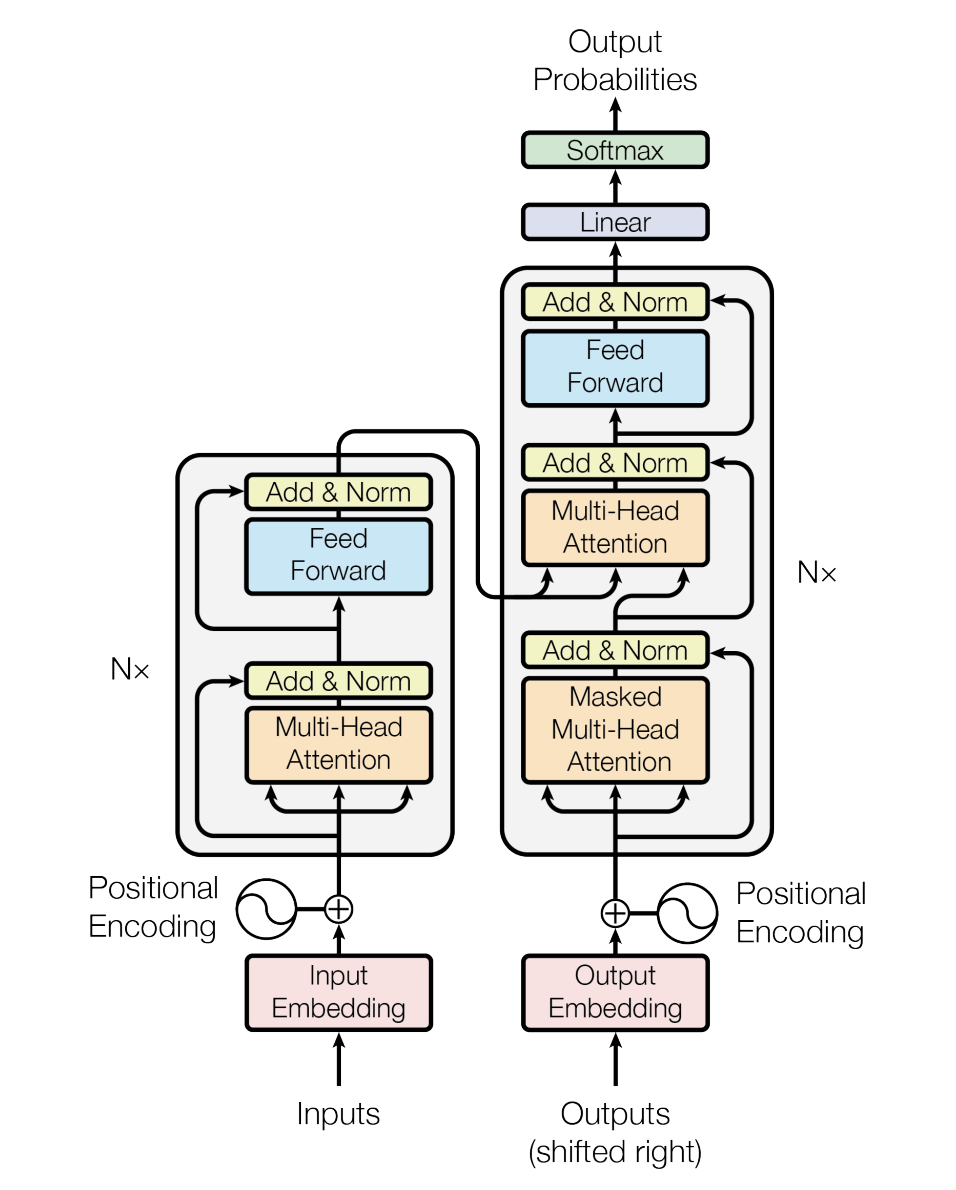 Output
Probabilities
Softmax
Linear
Add & Norm
Feed
Forward
Add & Norm
Multi-Head
Attention
N×
Add & Norm
Masked
Multi-Head
Attention
Add & Norm
Feed
Forward
N×
Add & Norm
Multi-Head
Attention
Positional
Encoding
Positional
Encoding
Input
Embedding
Output
Embedding
Inputs
Outputs
(shifted right)